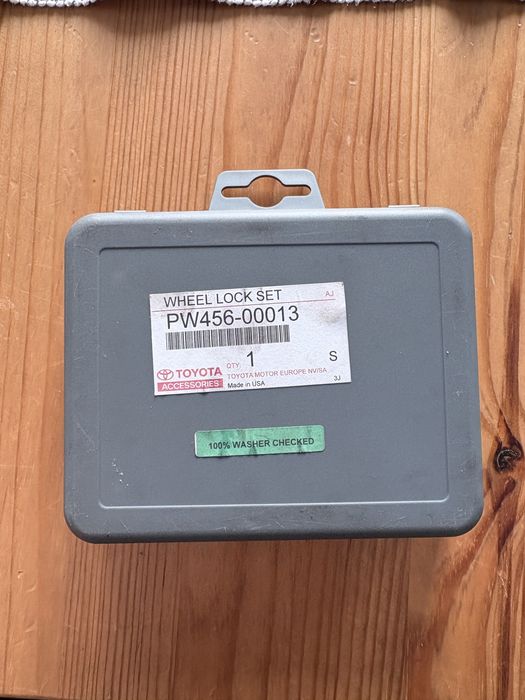 WHEEL LOCK SET AJ
PW456-00013
QTY. 1 S
TOYOTA TOYOTA MOTOR EUROPE NV/SA
ACCESSORIES Made in USA 3J
100% WASHER CHECKED